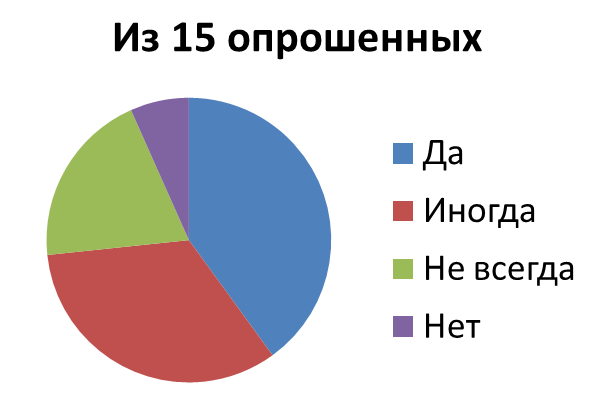 Из 15 опрошенных
Да
Иногда
Не всегда
Нет